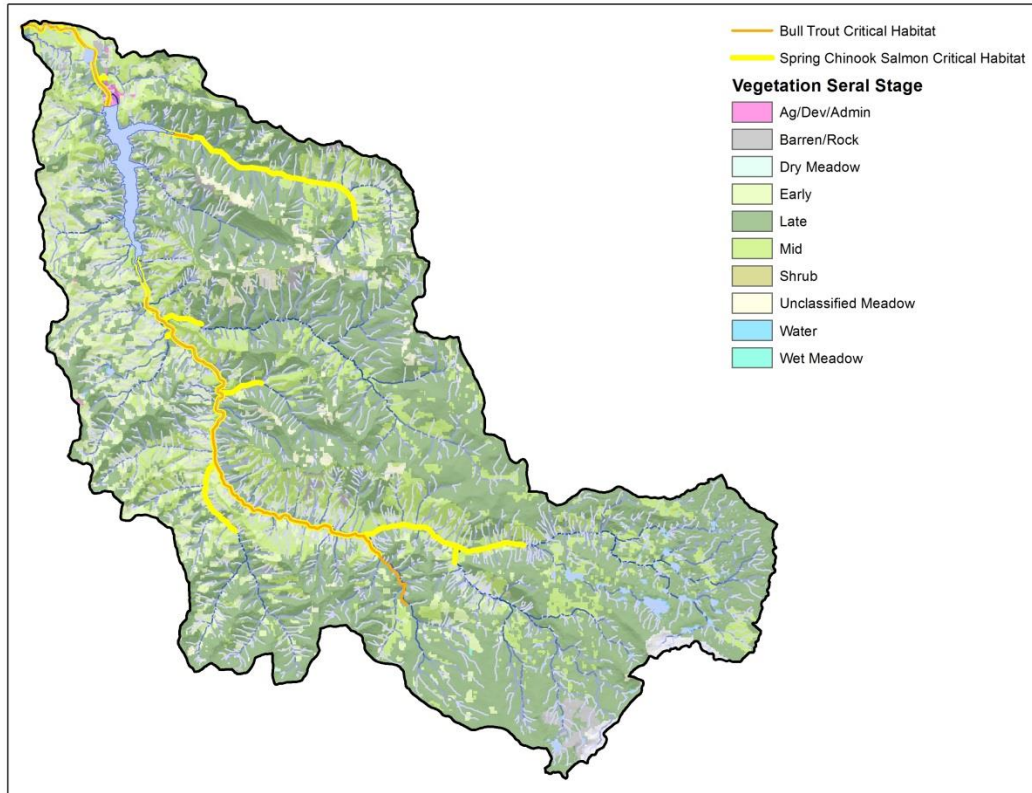 Bull Trout Critical Habitat
Spring Chinook Salmon Critical Habitat
Vegetation Seral Stage
Ag/Dev/Admin
Barren/Rock
Dry Meadow
Early
Late
Mid
Shrub
Unclassified Meadow
Water
Wet Meadow